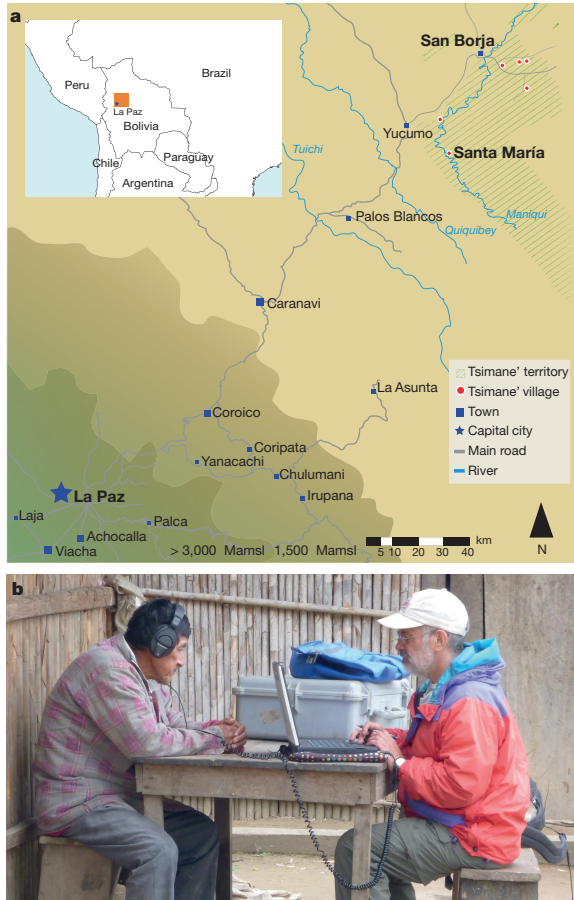 a
Peru
Brazil
La Paz
Bolivia
Chile
Paraguay
Argentina
San Borja
Yucumo
Santa María
Tuichi
Palos Blancos
Maniqui
Quiquibey
Caranavi
La Asunta
Coroico
Coripata
Yanacachi
Chulumani
Irupana
La Paz
Laja
Palca
Achocalla
Viacha
> 3,000 Mamsl 1,500 Mamsl
Tsimane’ territory
Tsimane’ village
Town
Capital city
Main road
River
km
5 10 20 30 40
N
b